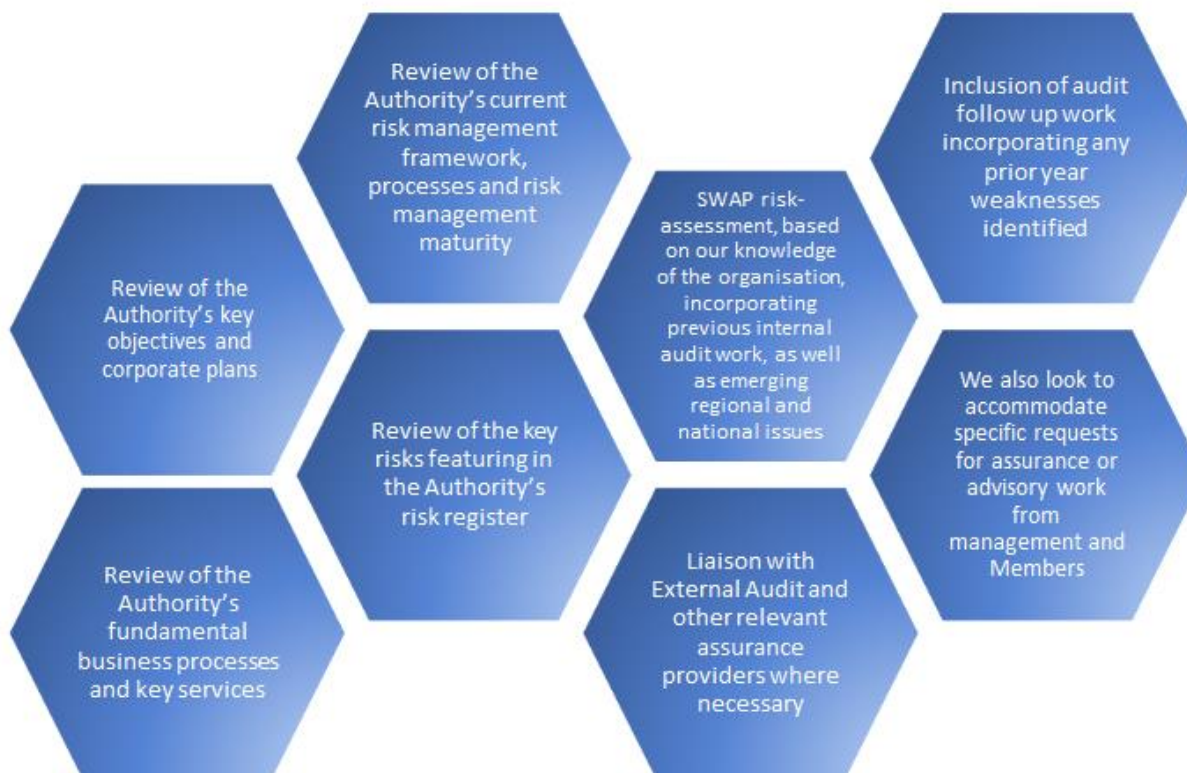 Review of the
Authority's current
risk management
framework,
processes and risk
management
maturity
Inclusion of audit
follow up work
incorporating any
prior year
weaknesses
identified
SWAP risk-
assessment, based
on our knowledge
of the organisation,
incorporating
previous internal
audit work, as well
as emerging
regional and
national issues
Review of the
Authority's key
objectives and
corporate plans
We also look to
accommodate
specific requests
for assurance or
advisory work
from
management and
Members
Review of the key
risks featuring in
the Authority's
risk register
Liaison with
External Audit and
other relevant
assurance
providers where
necessary
Review of the
Authority's
fundamental
business processes
and key services